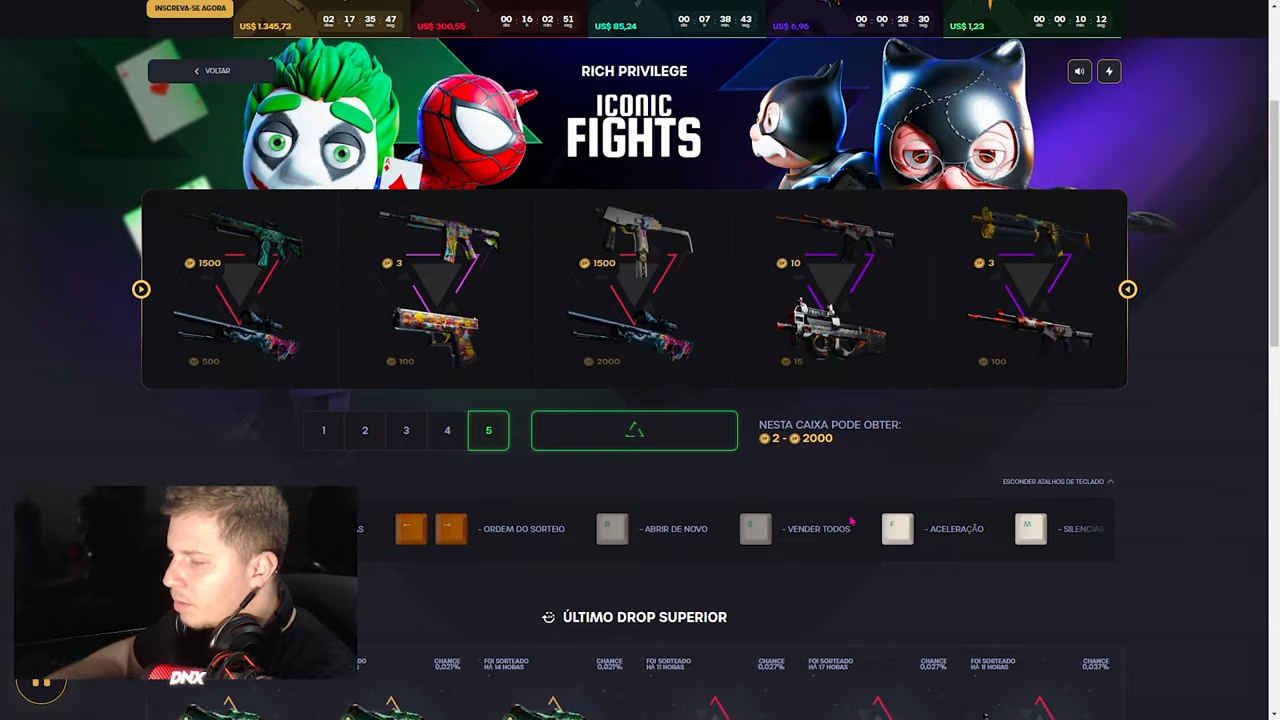 INSCREVA-SE AGORA
US$ 1.345,73
02 : 17 : 35 : 47
US$ 300,55
00 : 16 : 02 : 51
US$ 85,24
00 : 07 : 38 : 43
US$ 6,96
00 : 00 : 28 : 30
US$ 1,23
00 : 00 : 10 : 12
VOLTAR
RICH PRIVILEGE
ICONIC
FIGHTS
1500
3
1500
10
3
500
100
2000
15
100
1
2
3
4
5
NESTA CAIXA PODE OBTER:
2 - 2000
ESCONDER ATALHOS DE TECLADO
- ORDEM DO SORTEIO
R
- ABRIR DE NOVO
S
- VENDER TODOS
F
- ACELERAÇÃO
M
- SILENCIAR
ÚLTIMO DROP SUPERIOR
CHANCE
0,021%
FOI SORTEADO
HÁ 14 HORAS
CHANCE
0,021%
FOI SORTEADO
HÁ 11 HORAS
CHANCE
0,027%
FOI SORTEADO
HÁ 17 HORAS
CHANCE
0,027%
FOI SORTEADO
CHANCE
DNX